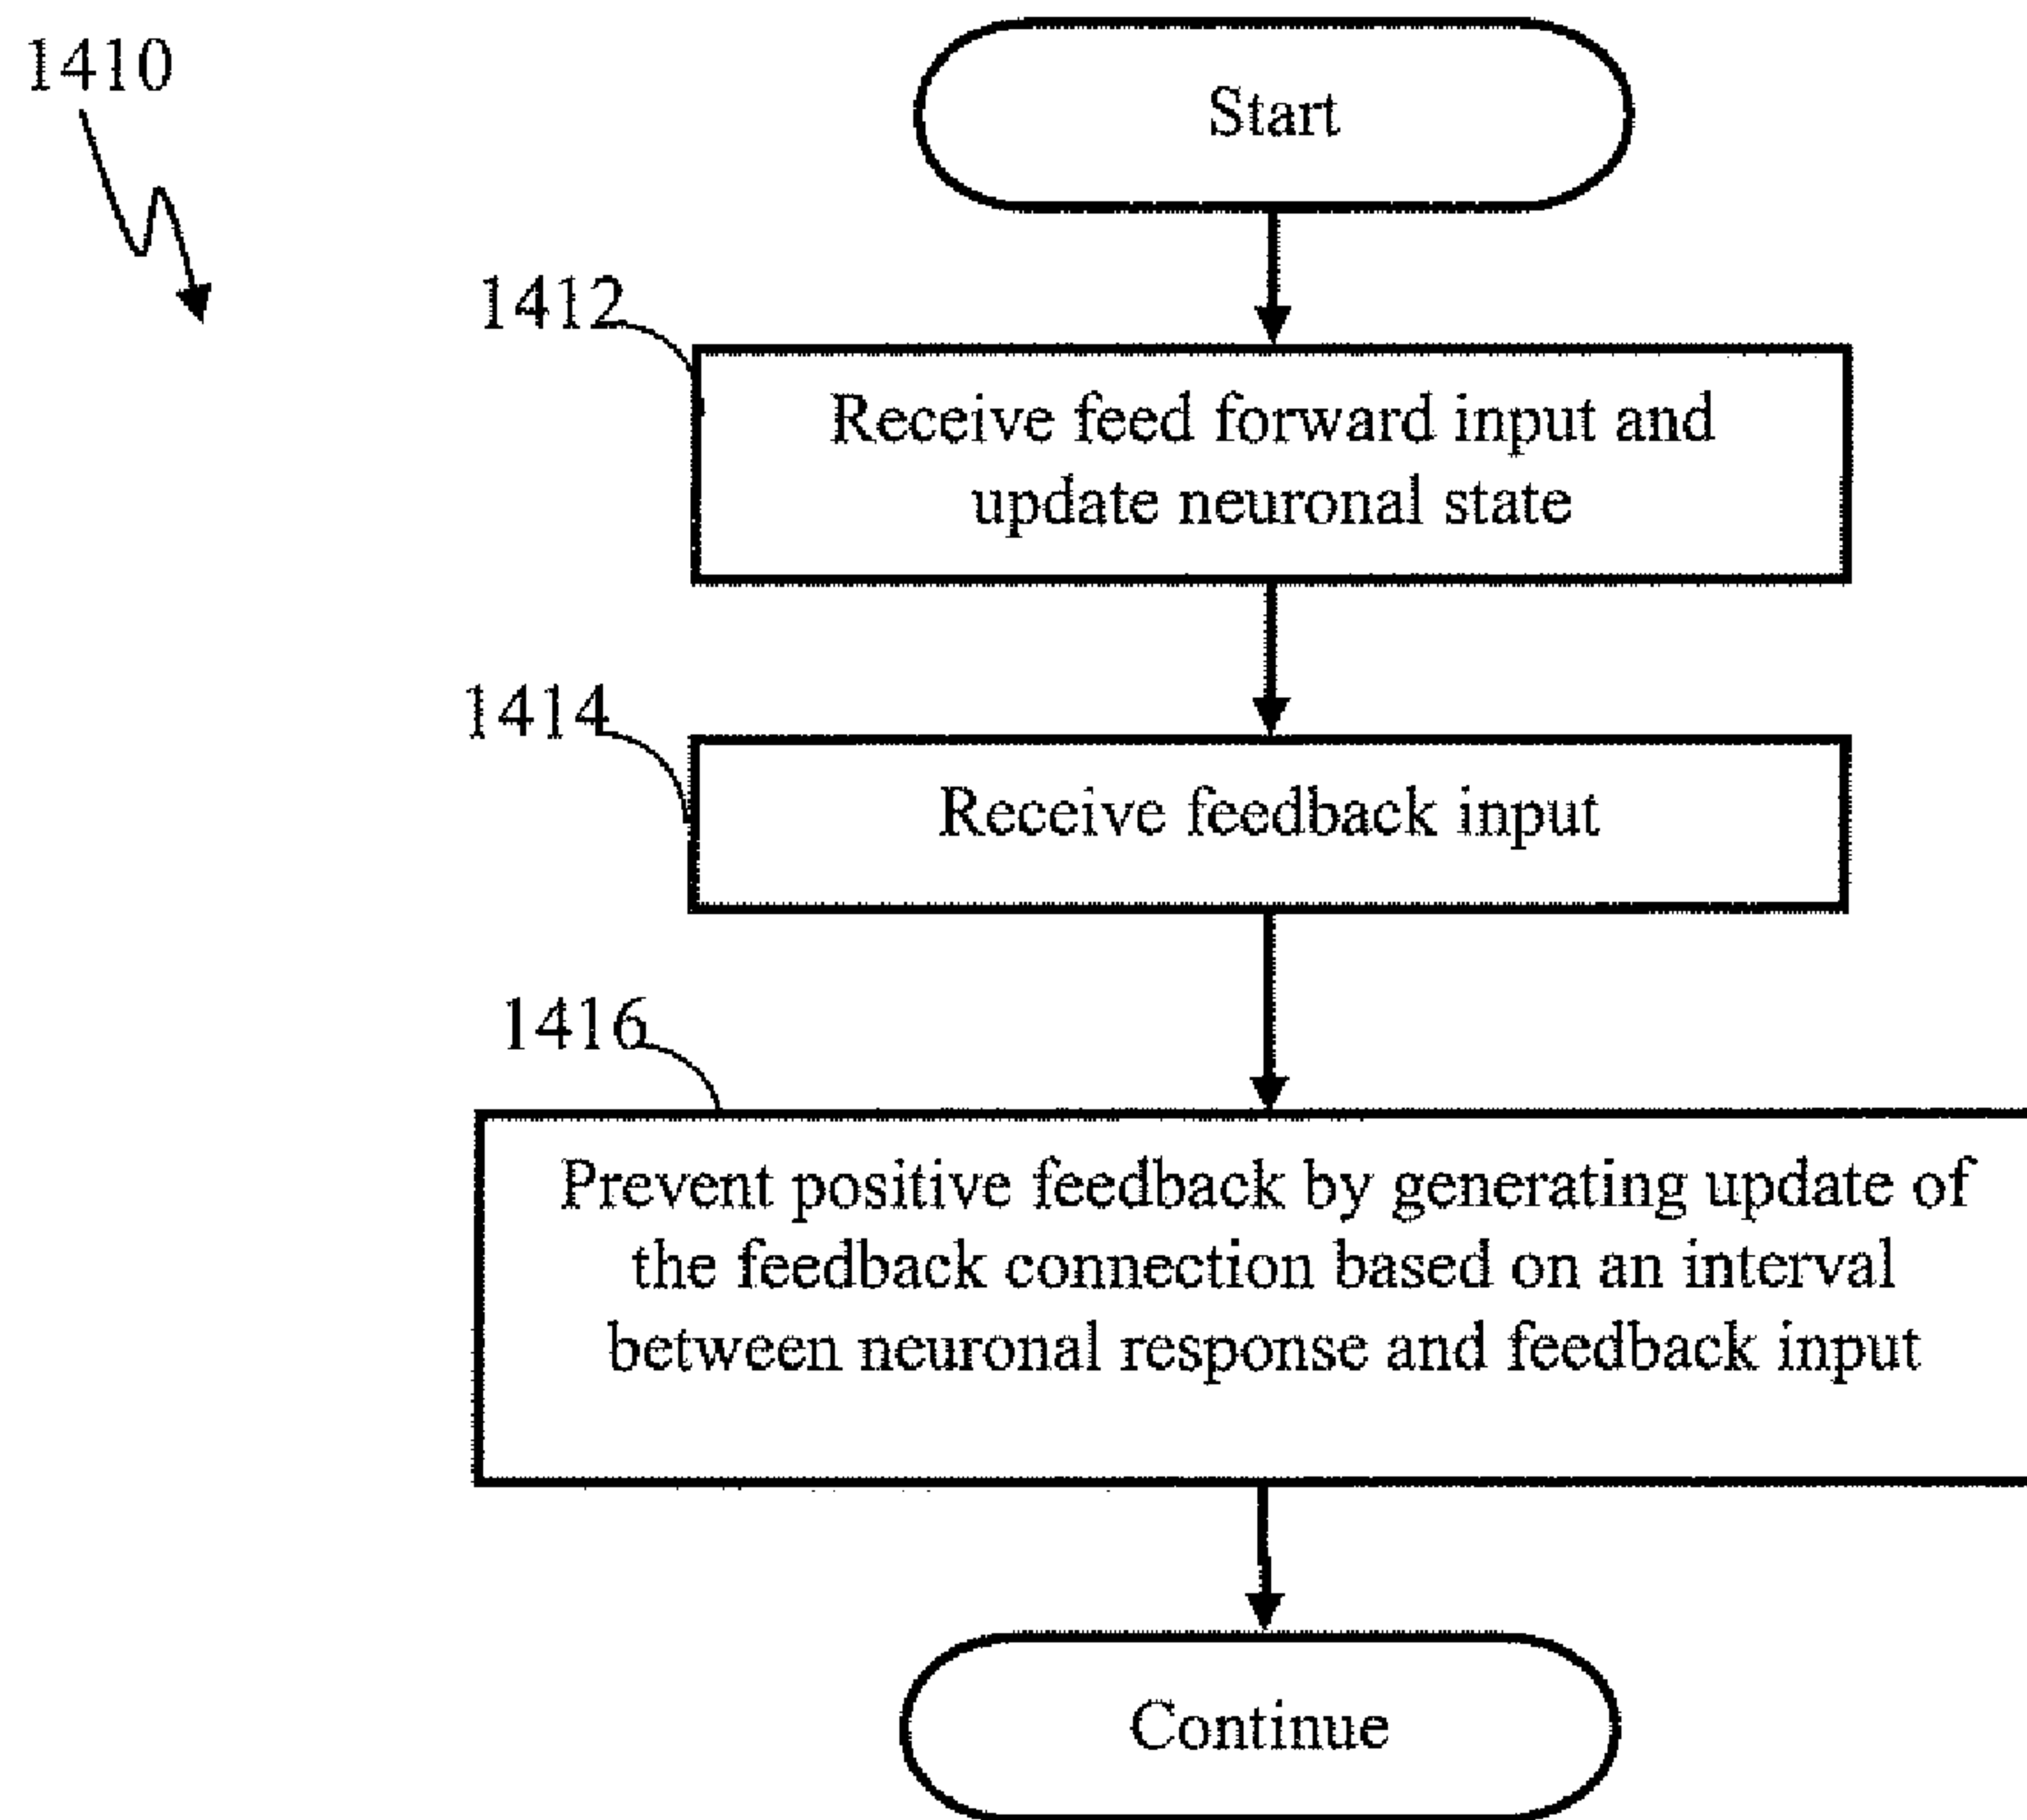 1410
Start
1412
Receive feed forward input and
update neuronal state
1414
Receive feedback input
1416
Prevent positive feedback by generating update of
the feedback connection based on an interval
between neuronal response and feedback input
Continue